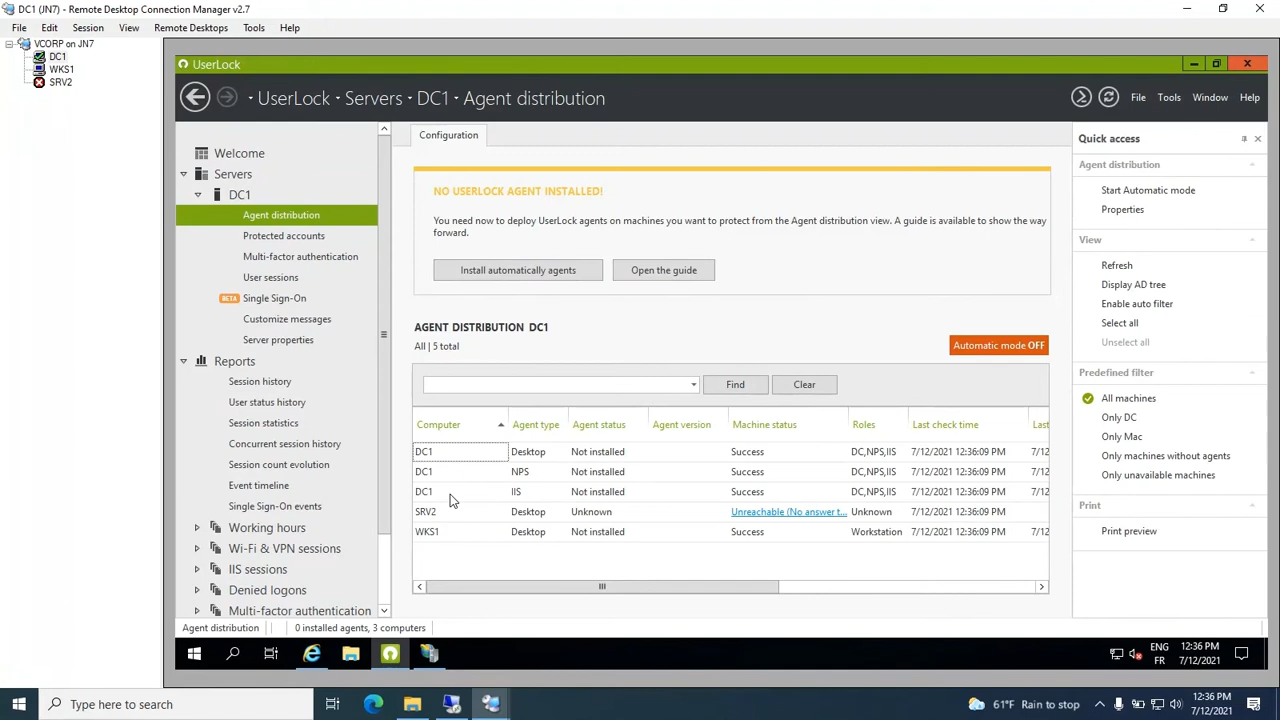 DC1 (JN7) - Remote Desktop Connection Manager v2.7
File Edit Session View Remote Desktops Tools Help
VCORP on JN7
DC1
WKS1
SRV2
UserLock
UserLock Servers DC1 Agent distribution
File Tools Window Help
Welcome
Servers
DC1
Agent distribution
Protected accounts
Multi-factor authentication
User sessions
BETA Single Sign-On
Customize messages
Server properties
Reports
Session history
User status history
Session statistics
Concurrent session history
Session count evolution
Event timeline
Single Sign-On events
Working hours
Wi-Fi & VPN sessions
IIS sessions
Denied logons
Multi-factor authentication
Configuration
NO USERLOCK AGENT INSTALLED!
You need now to deploy UserLock agents on machines you want to protect from the Agent distribution view. A guide is available to show the way
forward.
Install automatically agents Open the guide
AGENT DISTRIBUTION DC1
All | 5 total
Automatic mode OFF
Find Clear
Computer Agent type Agent status Agent version Machine status Roles Last check time Last
DC1 Desktop Not installed Success DC,NPS,IIS 7/12/2021 12:36:09 PM 7/12
DC1 NPS Not installed Success DC,NPS,IIS 7/12/2021 12:36:09 PM 7/12
DC1 IIS Not installed Success DC,NPS,IIS 7/12/2021 12:36:09 PM 7/12
SRV2 Desktop Unknown Unreachable (No answer t... Unknown 7/12/2021 12:36:09 PM 7/12
WKS1 Desktop Not installed Success Workstation 7/12/2021 12:36:09 PM 7/12
Quick access
Agent distribution
Start Automatic mode
Properties
View
Refresh
Display AD tree
Enable auto filter
Select all
Unselect all
Predefined filter
All machines
Only DC
Only Mac
Only machines without agents
Only unavailable machines
Print
Print preview
Agent distribution 0 installed agents, 3 computers
ENG
FR
12:36 PM
7/12/2021
Type here to search
61°F Rain to stop
12:36 PM
7/12/2021